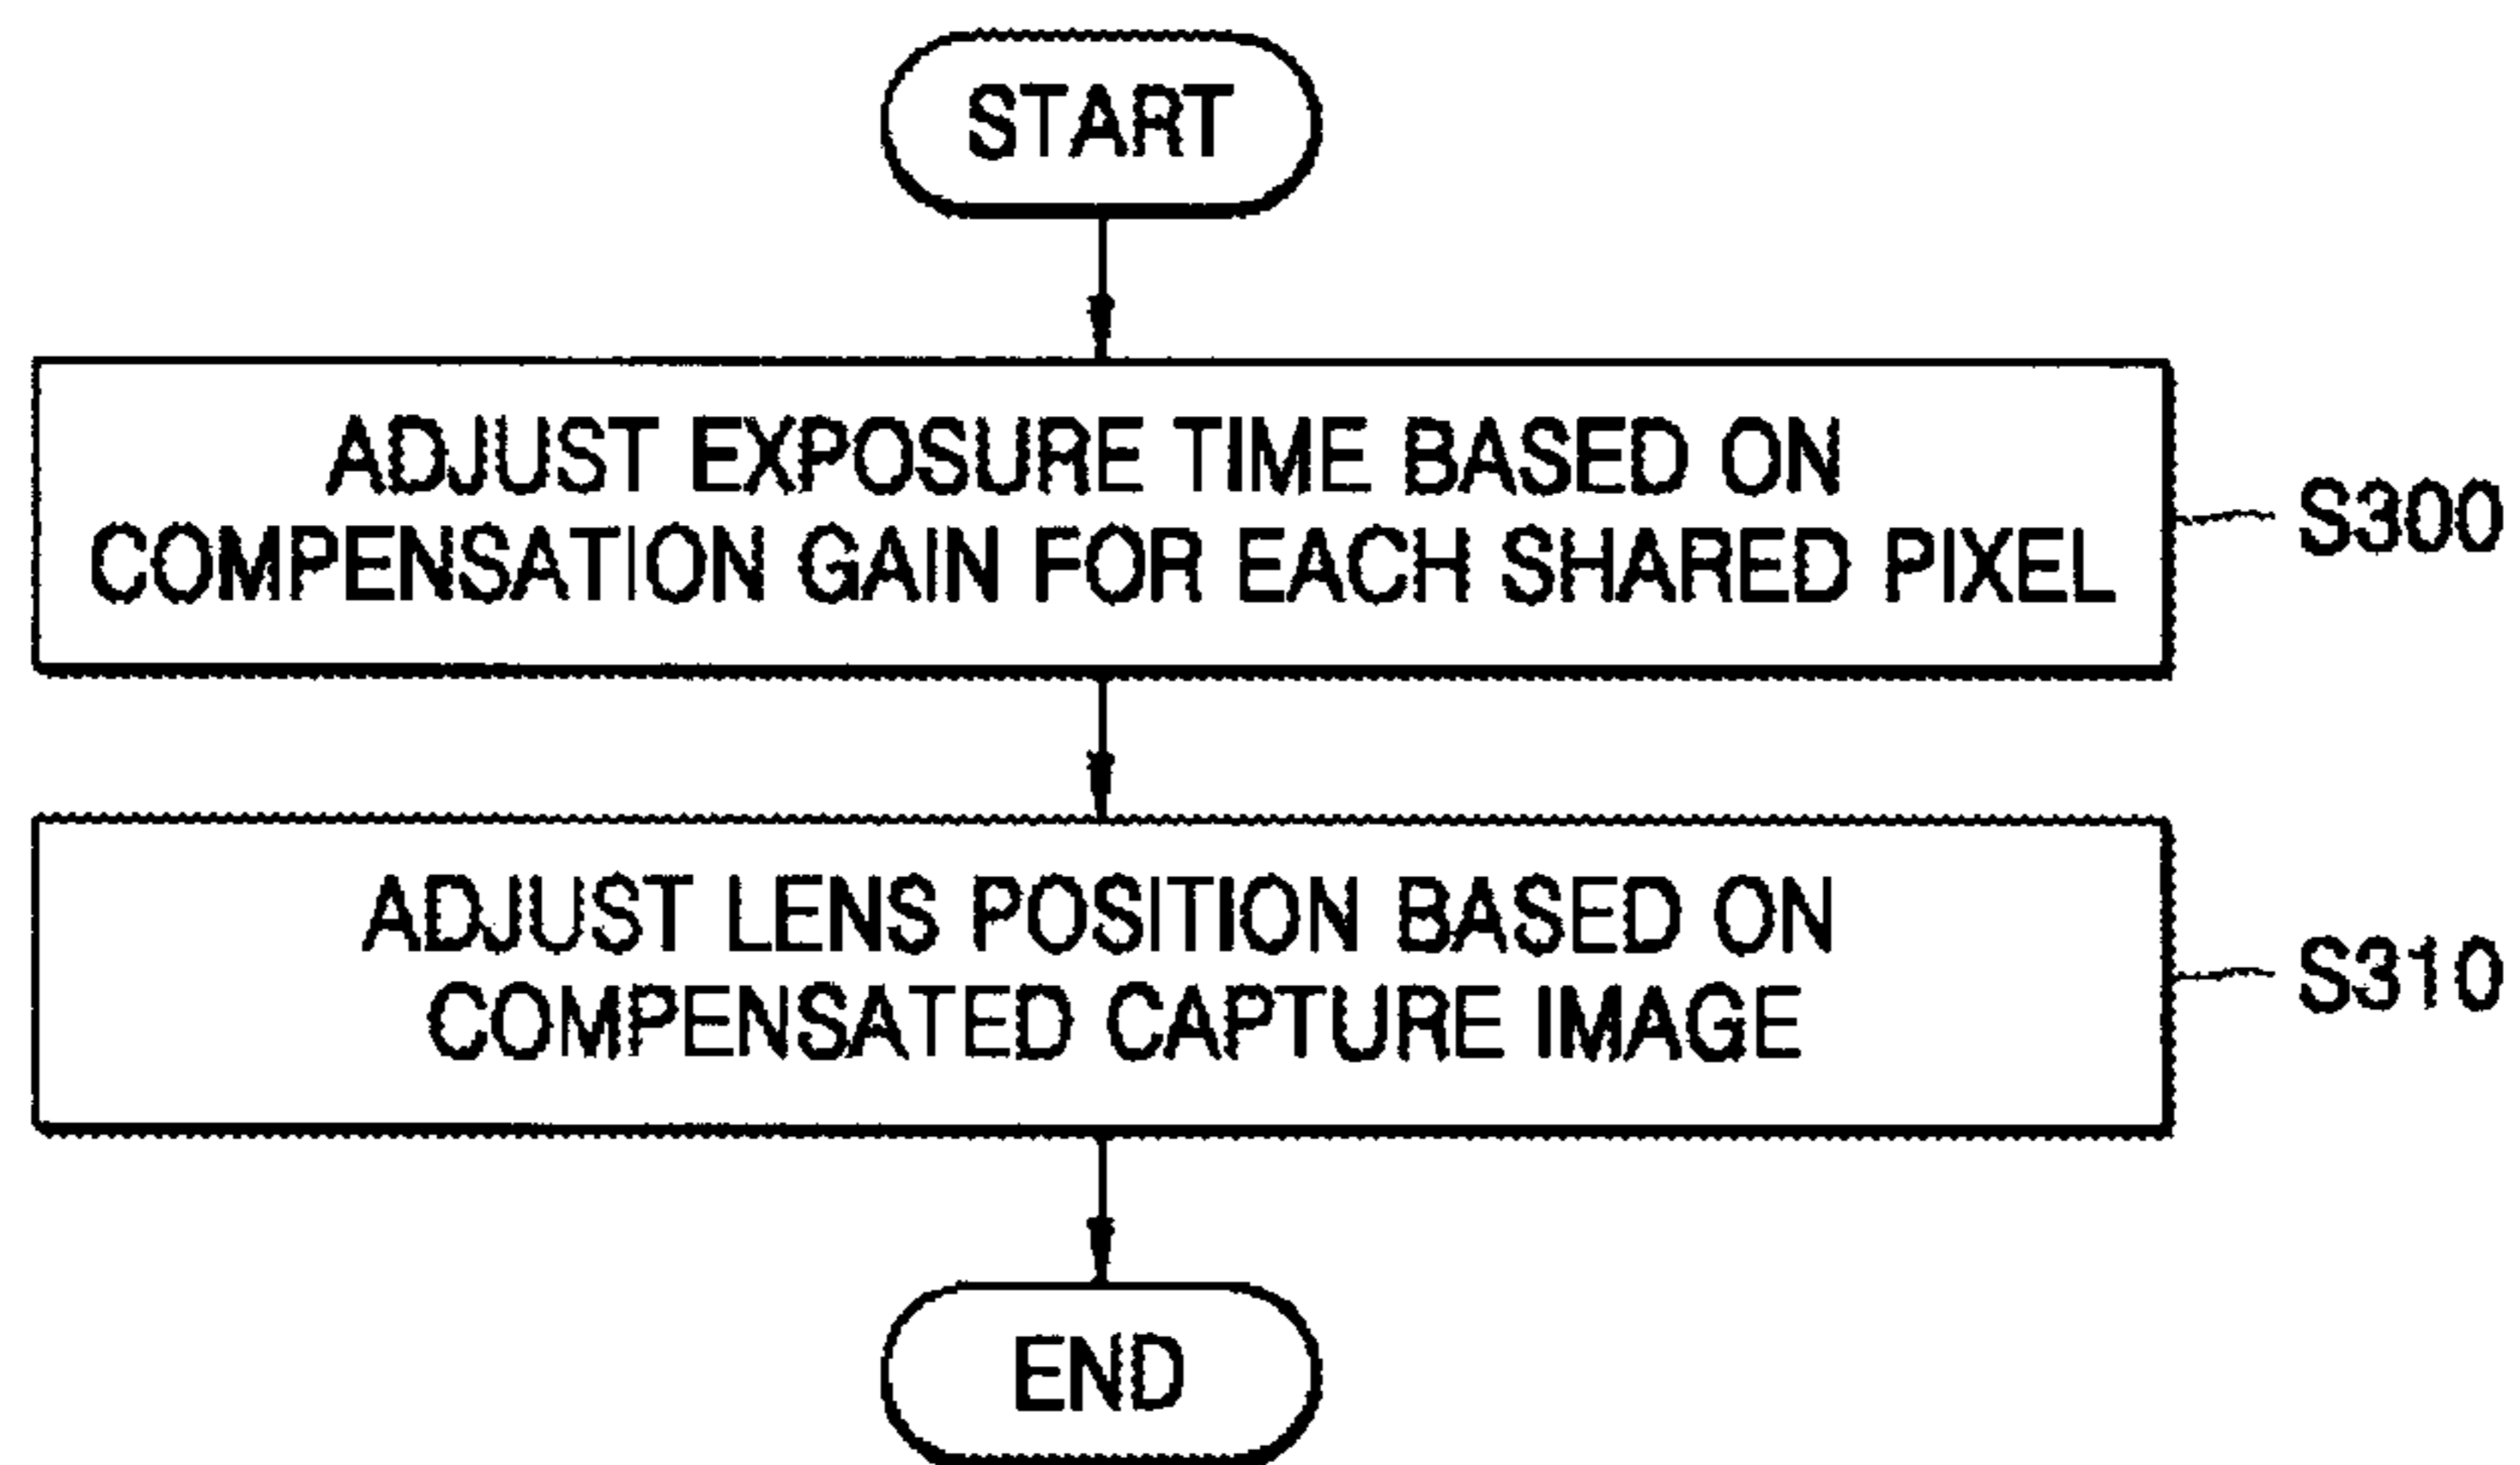 START
ADJUST EXPOSURE TIME BASED ON
COMPENSATION GAIN FOR EACH SHARED PIXEL
S300
ADJUST LENS POSITION BASED ON
COMPENSATED CAPTURE IMAGE
S310
END